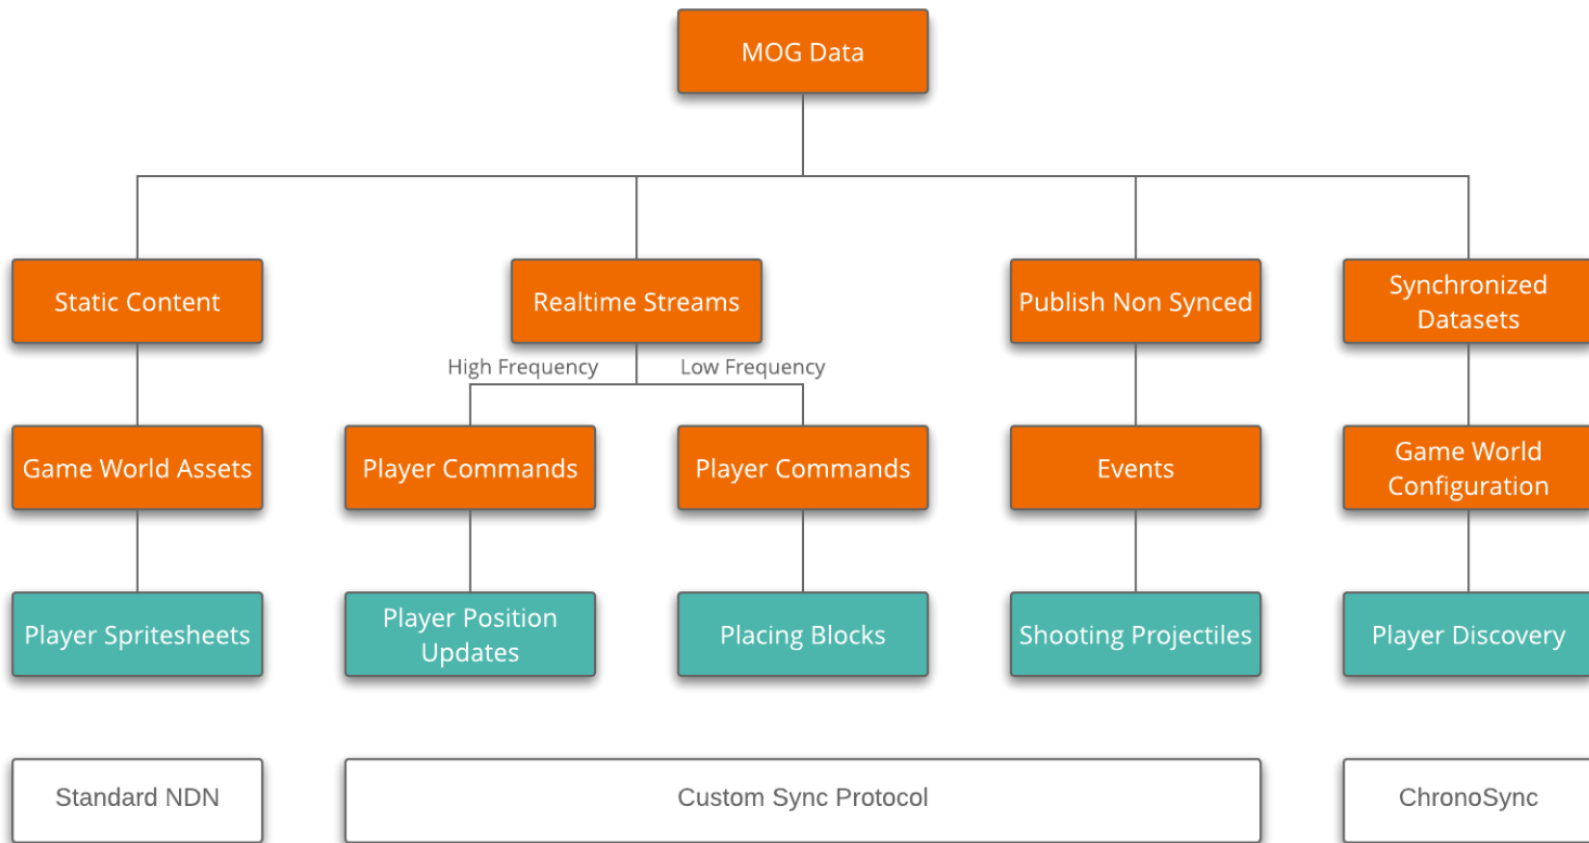 MOG Data
Static Content
Realtime Streams
Publish Non Synced
Synchronized
Datasets
High Frequency
Low Frequency
Game World Assets
Player Commands
Player Commands
Events
Game World
Configuration
Player Spritesheets
Player Position
Updates
Placing Blocks
Shooting Projectiles
Player Discovery
Standard NDN
Custom Sync Protocol
ChronoSync